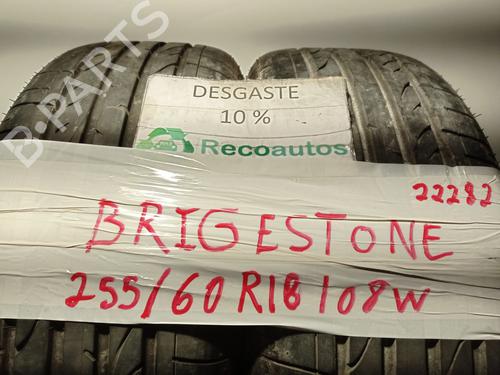 B-PARTS
DESGASTE
10 %
Recoautos
22282
BRIGESTONE
255/60 R18 108W